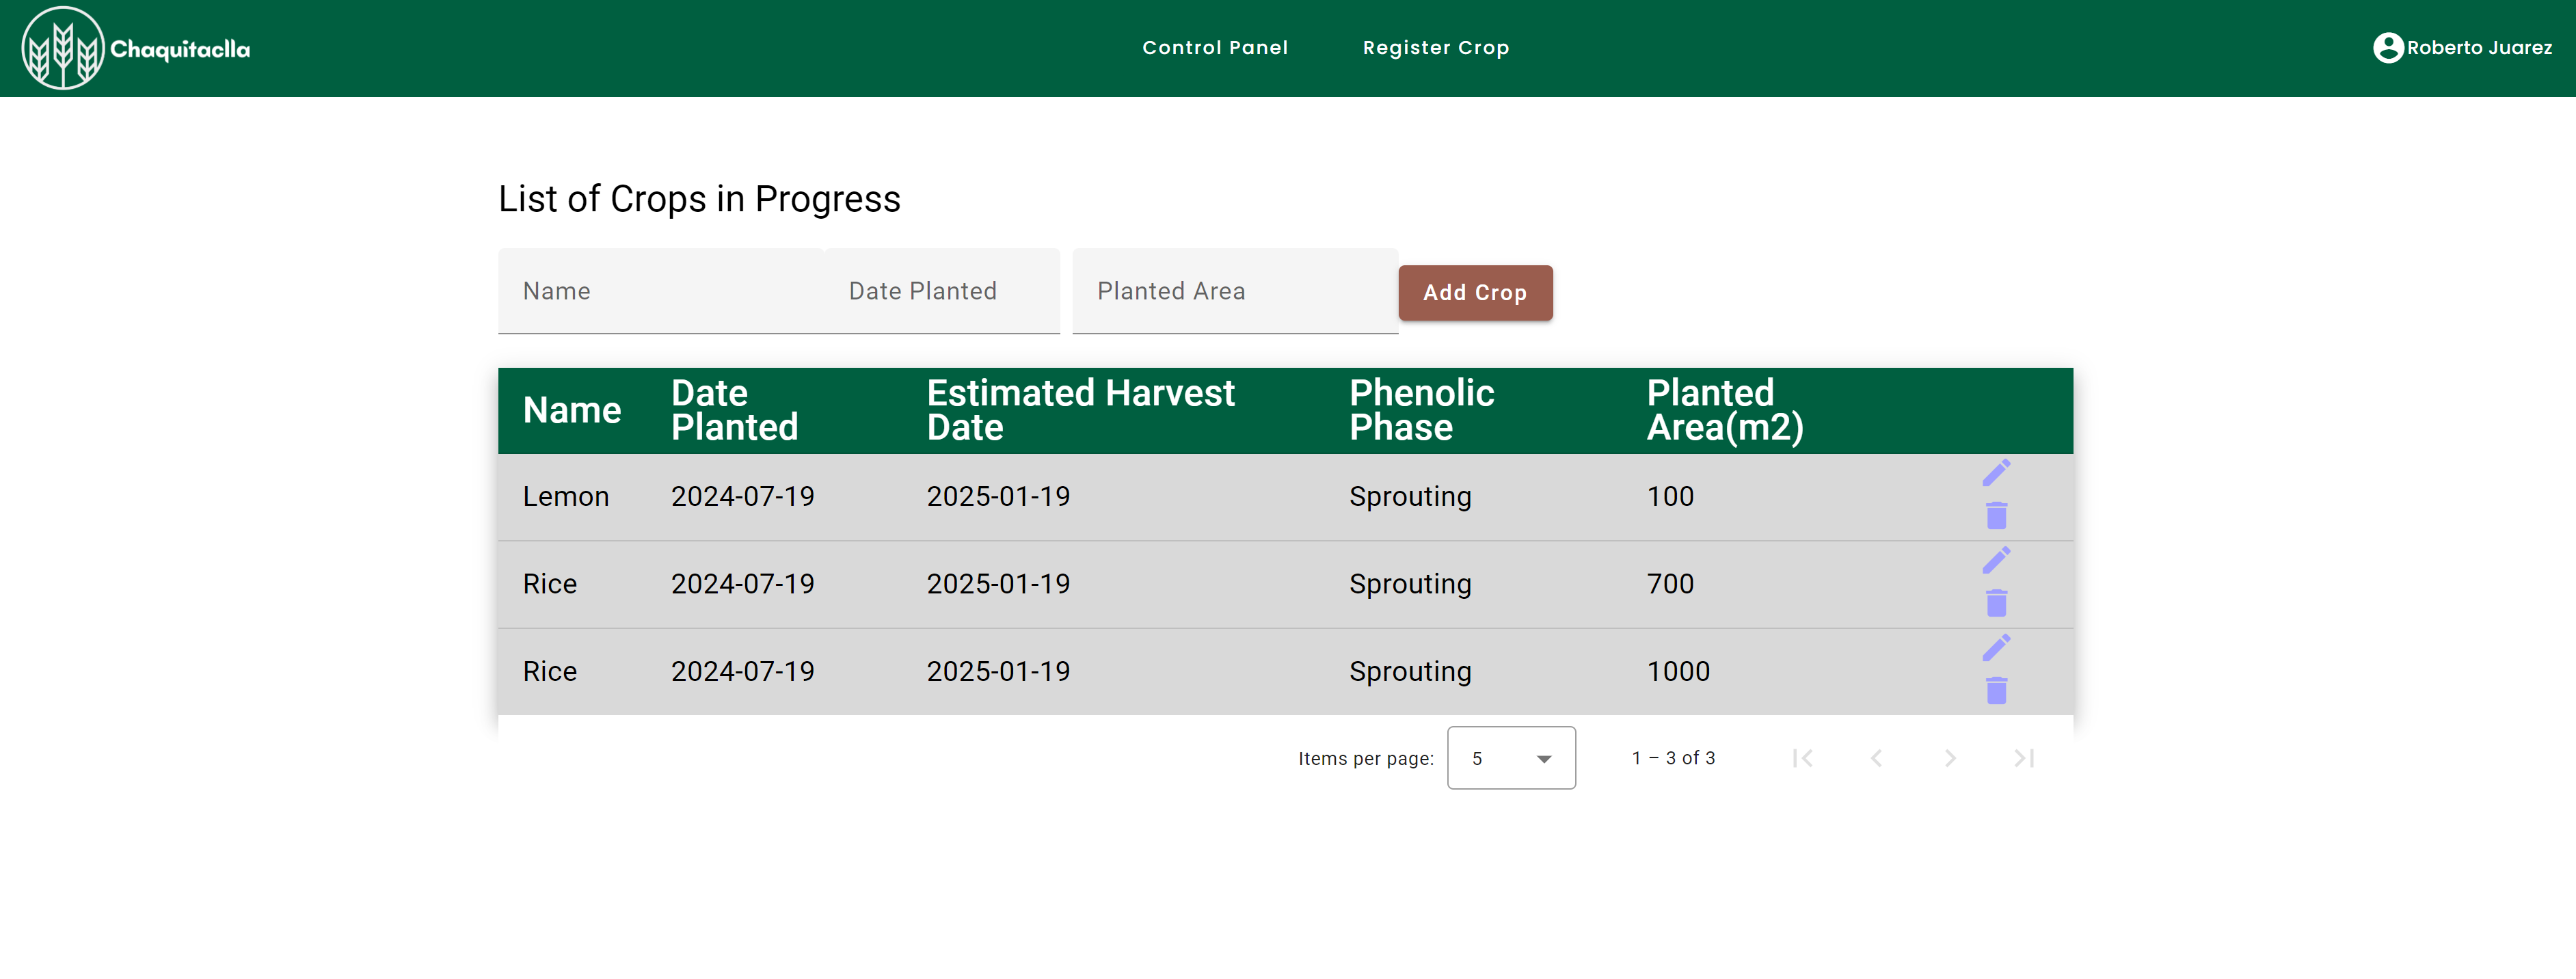 Chaquitaclla
Control Panel
Register Crop
Roberto Juarez
List of Crops in Progress
Name
Date Planted
Planted Area
Add Crop
Name
Date Planted
Estimated Harvest Date
Phenolic Phase
Planted Area(m2)
Lemon 2024-07-19 2025-01-19 Sprouting 100
Rice 2024-07-19 2025-01-19 Sprouting 700
Rice 2024-07-19 2025-01-19 Sprouting 1000
Items per page: 5 1 – 3 of 3